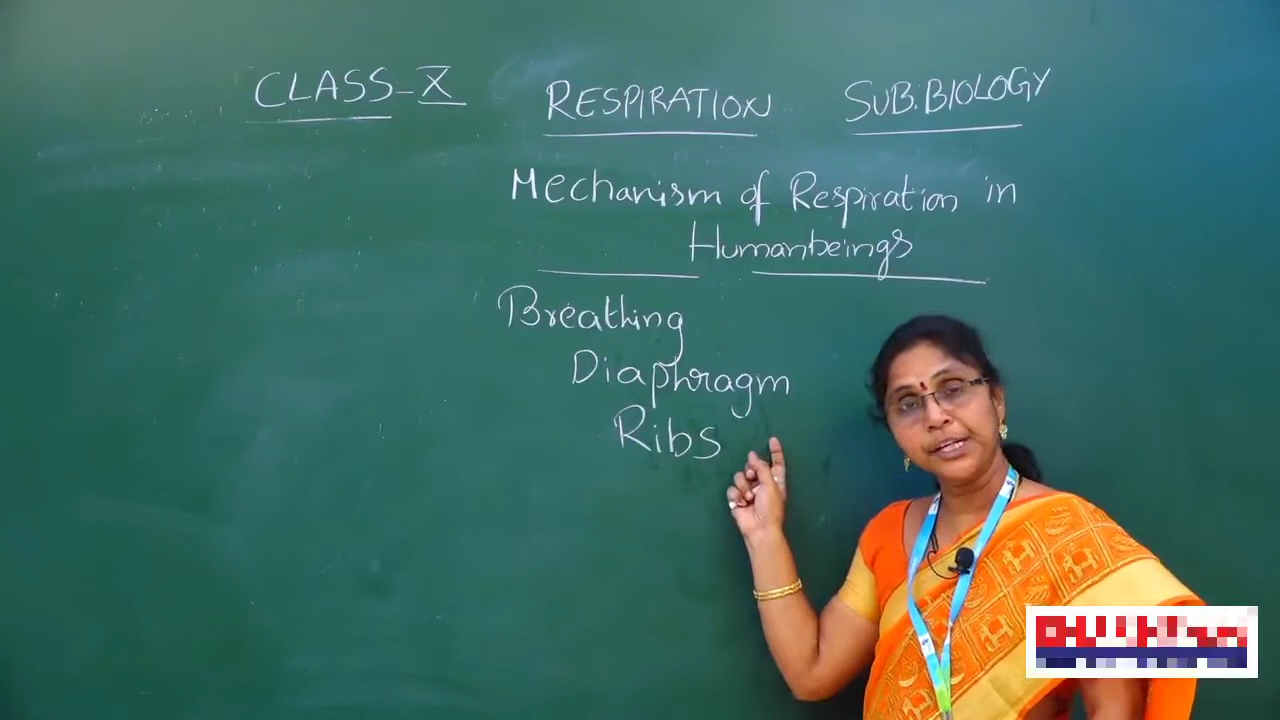 CLASS-X RESPIRATION SUB:BIOLOGY
Mechanism of Respiration in
Humanbeings
Breathing
Diaphragm
Ribs